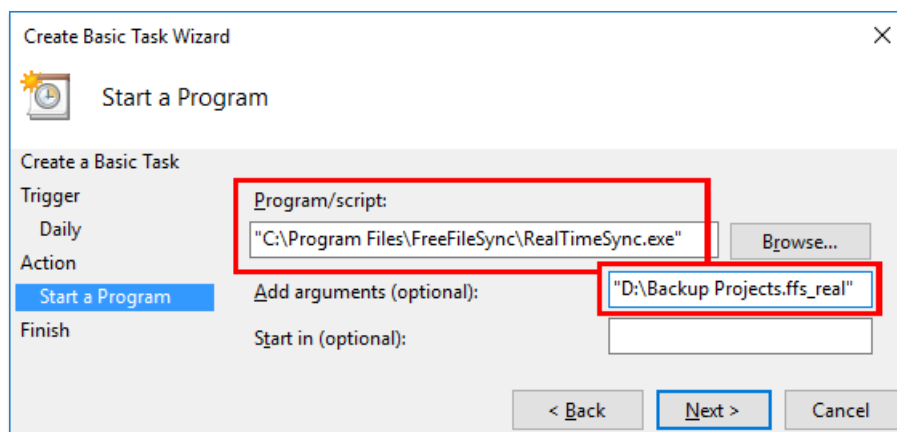 Create Basic Task Wizard
Start a Program
Create a Basic Task
Trigger
Daily
Action
Start a Program
Finish
Program/script:
"C:\Program Files\FreeFileSync\RealTimeSync.exe"
Browse...
Add arguments (optional):
"D:\Backup Projects.ffs_real"
Start in (optional):
< Back
Next >
Cancel